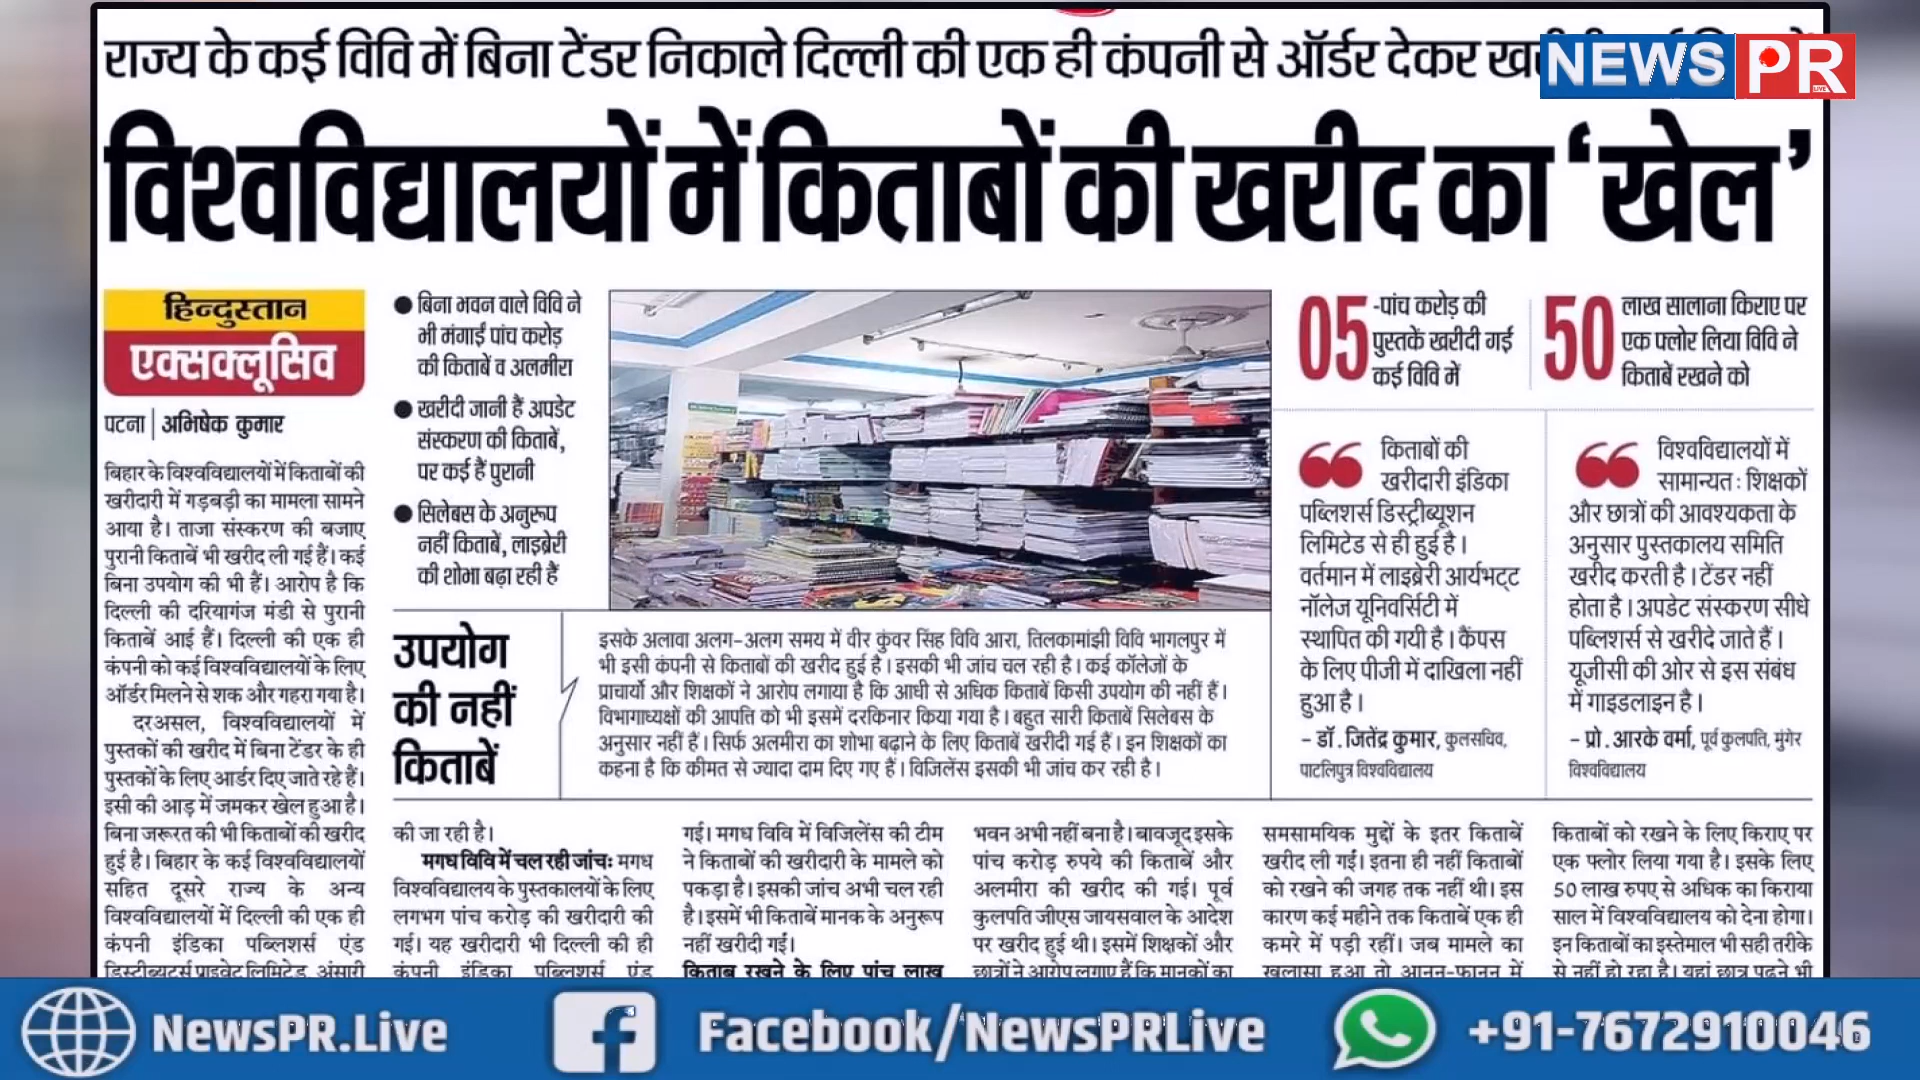 राज्य के कई विवि में बिना टेंडर निकाले दिल्ली की एक ही कंपनी से ऑर्डर देकर
NEWS PR
LIVE
विश्वविद्यालयों में किताबों की खरीद का ‘खेल’
हिन्दुस्तान
एक्सक्लूसिव
पटना | अभिषेक कुमार
बिहार के विश्वविद्यालयों में किताबों की
खरीदारी में गड़बड़ी का मामला सामने
आया है। ताजा संस्करण की बजाए
पुरानी किताबें भी खरीद ली गई हैं। कई
बिना उपयोग की भी हैं। आरोप है कि
दिल्ली की दरियागंज मंडी से पुरानी
किताबें आई हैं। दिल्ली की एक ही
कंपनी को कई विश्वविद्यालयों के लिए
ऑर्डर मिलने से शक और गहरा गया है।
दरअसल, विश्वविद्यालयों में
पुस्तकों की खरीद में बिना टेंडर के ही
पुस्तकों के लिए आर्डर दिए जाते रहे हैं।
इसी की आड़ में जमकर खेल हुआ है।
बिना जरूरत की भी किताबों की खरीद
हुई है। बिहार के कई विश्वविद्यालयों
सहित दूसरे राज्य के अन्य
विश्वविद्यालयों में दिल्ली की एक ही
कंपनी इंडिका पब्लिशर्स एंड
डिस्ट्रीब्यूटर्स प्राइवेट लिमिटेड, अंसारी
● बिना भवन वाले विवि ने
भी मंगाईं पांच करोड़
की किताबें व अलमीरा
● खरीदी जानी हैं अपडेट
संस्करण की किताबें,
पर कई हैं पुरानी
● सिलेबस के अनुरूप
नहीं किताबें, लाइब्रेरी
की शोभा बढ़ा रही हैं
05 -पांच करोड़ की
पुस्तकें खरीदी गईं
कई विवि में
50 लाख सालाना किराए पर
एक फ्लोर लिया विवि ने
किताबें रखने को
किताबों की
खरीदारी इंडिका
पब्लिशर्स डिस्ट्रीब्यूशन
लिमिटेड से ही हुई है।
वर्तमान में लाइब्रेरी आर्यभट्ट
नॉलेज यूनिवर्सिटी में
स्थापित की गयी है। कैंपस
के लिए पीजी में दाखिला नहीं
हुआ है।
- डॉ. जितेंद्र कुमार, कुलसचिव,
पाटलिपुत्र विश्वविद्यालय
विश्वविद्यालयों में
सामान्यत: शिक्षकों
और छात्रों की आवश्यकता के
अनुसार पुस्तकालय समिति
खरीद करती है। टेंडर नहीं
होता है। अपडेट संस्करण सीधे
पब्लिशर्स से खरीदे जाते हैं।
यूजीसी की ओर से इस संबंध
में गाइडलाइन है।
- प्रो. आरके वर्मा, पूर्व कुलपति, मुंगेर
विश्वविद्यालय
उपयोग
की नहीं
किताबें
इसके अलावा अलग-अलग समय में वीर कुंवर सिंह विवि आरा, तिलकामांझी विवि भागलपुर में
भी इसी कंपनी से किताबों की खरीद हुई है। इसकी भी जांच चल रही है। कई कॉलेजों के
प्राचार्यों और शिक्षकों ने आरोप लगाया है कि आधी से अधिक किताबें किसी उपयोग की नहीं हैं।
विभागाध्यक्षों की आपति को भी इसमें दरकिनार किया गया है। बहुत सारी किताबें सिलेबस के
अनुसार नहीं हैं। सिर्फ अलमीरा का शोभा बढ़ाने के लिए किताबें खरीदी गई हैं। इन शिक्षकों का
कहना है कि कीमत से ज्यादा दाम दिए गए हैं। विजिलेंस इसकी भी जांच कर रही है।
की जा रही है।
मगध विवि में चल रही जांच: मगध
विश्वविद्यालय के पुस्तकालयों के लिए
लगभग पांच करोड़ की खरीदारी की
गई। यह खरीदारी भी दिल्ली की ही
कंपनी इंडिका पब्लिशर्स एंड
गई। मगध विवि में विजिलेंस की टीम
ने किताबों की खरीदारी के मामले को
पकड़ा है। इसकी जांच अभी चल रही
है। इसमें भी किताबें मानक के अनुरूप
नहीं खरीदी गईं।
किताब रखने के लिए पांच लाख
भवन अभी नहीं बना है। बावजूद इसके
पांच करोड़ रुपये की किताबें और
अलमीरा की खरीद की गई। पूर्व
कुलपति जीएस जायसवाल के आदेश
पर खरीद हुई थी। इसमें शिक्षकों और
छात्रों ने आरोप लगाए हैं कि मानकों का
समसामयिक मुद्दों के इतर किताबें
खरीद ली गईं। इतना ही नहीं किताबों
को रखने की जगह तक नहीं थी। इस
कारण कई महीने तक किताबें एक ही
कमरे में पड़ी रहीं। जब मामले का
खुलासा हुआ तो आनन-फानन में
किताबों को रखने के लिए किराए पर
एक फ्लोर लिया गया है। इसके लिए
50 लाख रुपए से अधिक का किराया
साल में विश्वविद्यालय को देना होगा।
इन किताबों का इस्तेमाल भी सही तरीके
से नहीं हो रहा है। यहां छात्र पढ़ने भी
NewsPR.Live
Facebook/NewsPRLive
+91-7672910046